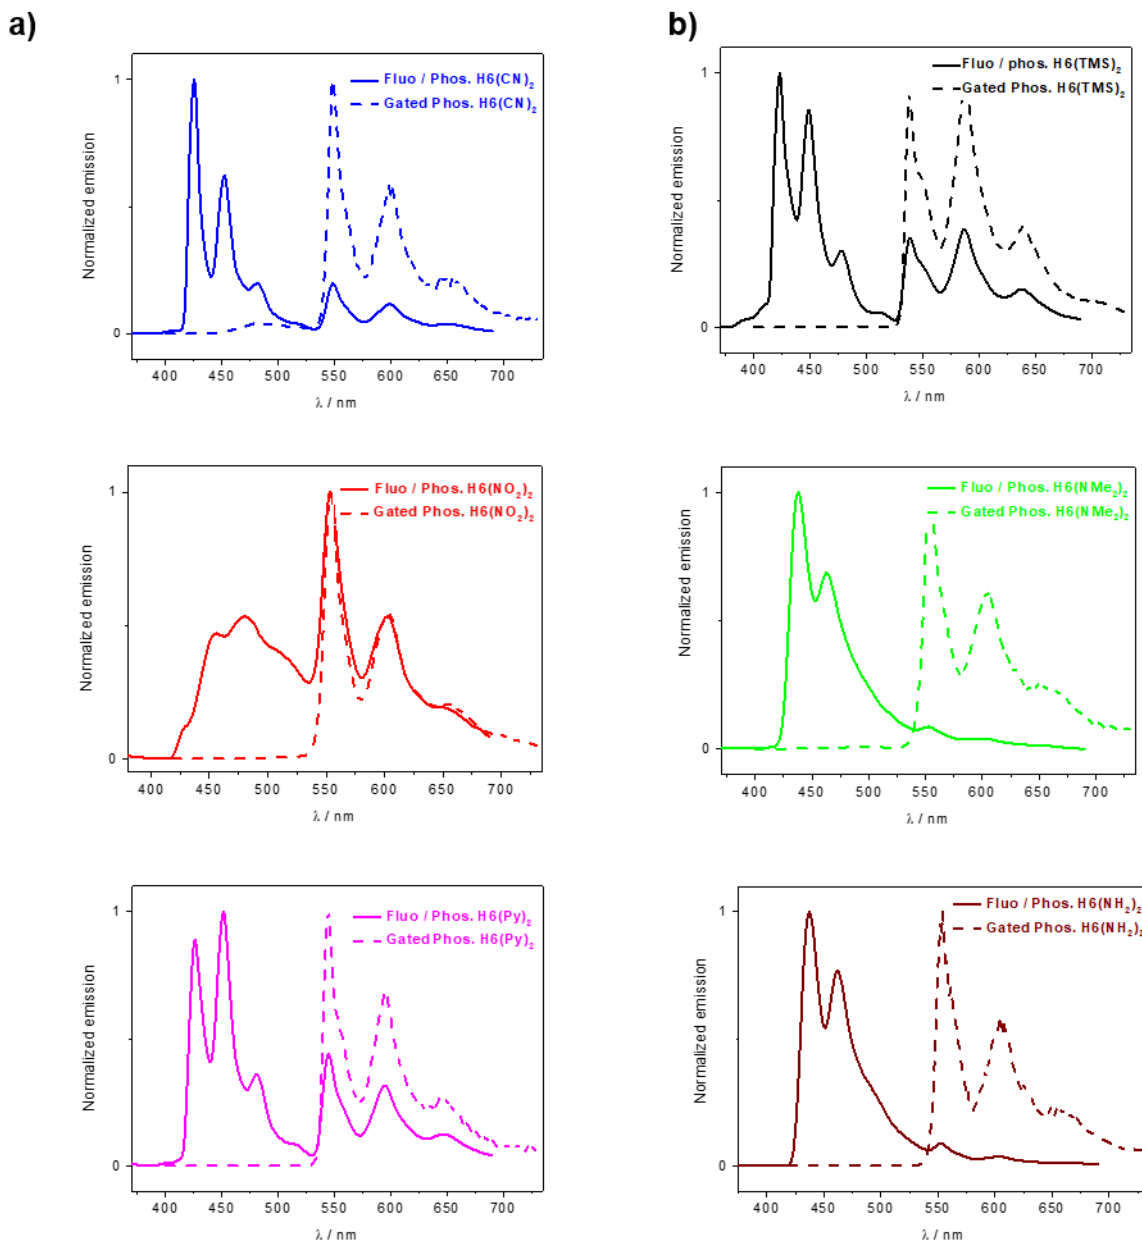 a)
Fluo / Phos. H6(CN)₂
Gated Phos. H6(CN)₂
1
0
Normalized emission
400 450 500 550 600 650 700
λ / nm
b)
Fluo / phos. H6(TMS)₂
Gated Phos. H6(TMS)₂
1
0
Normalized emission
400 450 500 550 600 650 700
λ / nm
Fluo / Phos. H6(NO₂)₂
Gated Phos. H6(NO₂)₂
1
0
Normalized emission
400 450 500 550 600 650 700
λ / nm
Fluo / Phos. H6(NMe₂)₂
Gated Phos. H6(NMe₂)₂
1
0
Normalized emission
400 450 500 550 600 650 700
λ / nm
Fluo / Phos. H6(Py)₂
Gated Phos. H6(Py)₂
1
0
Normalized emission
400 450 500 550 600 650 700
λ / nm
Fluo / Phos. H6(NH₂)₂
Gated Phos. H6(NH₂)₂
1
0
Normalized emission
400 450 500 550 600 650 700
λ / nm